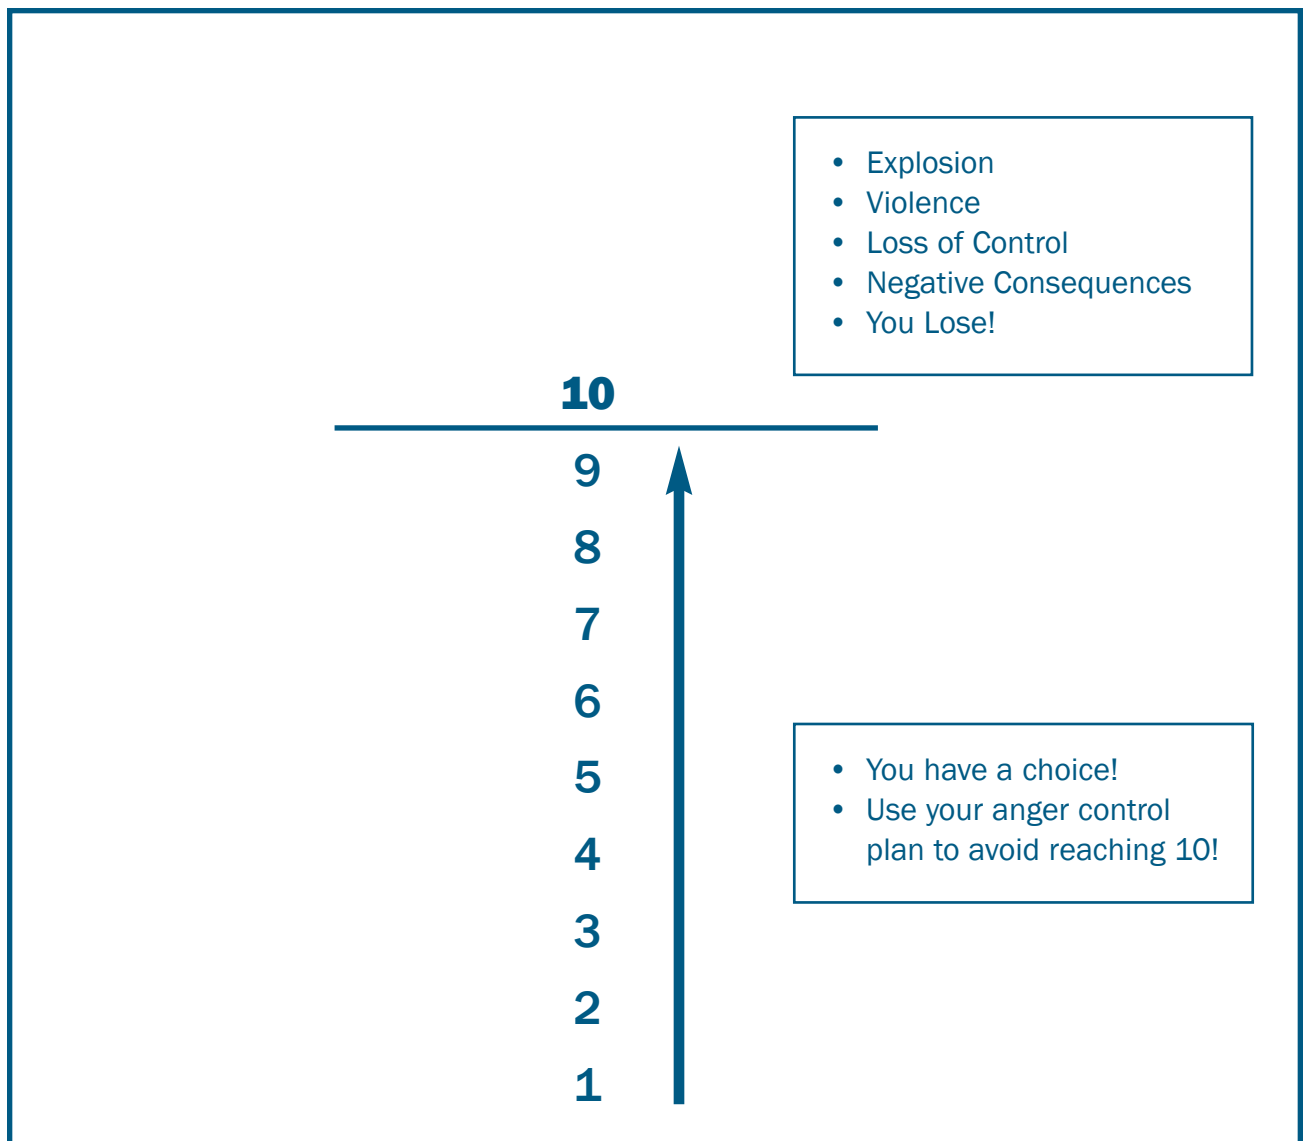 • Explosion
• Violence
• Loss of Control
• Negative Consequences
• You Lose!
10
9
8
7
6
5
4
3
2
1
• You have a choice!
• Use your anger control
plan to avoid reaching 10!